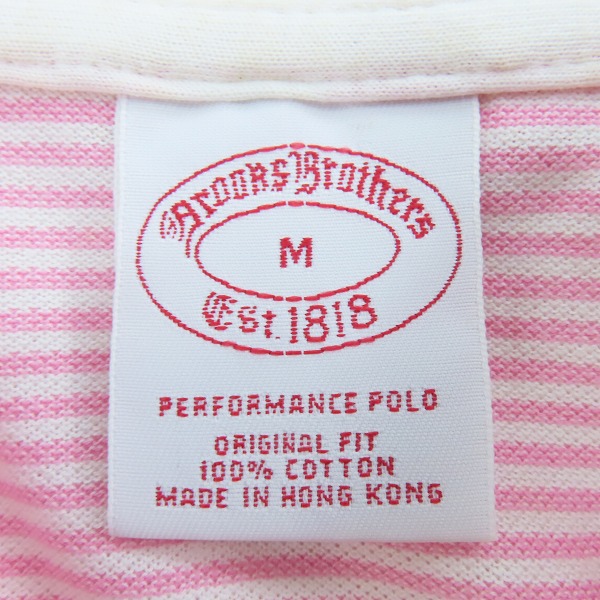 Brooks Brothers
M
Est. 1818
PERFORMANCE POLO
ORIGINAL FIT
100% COTTON
MADE IN HONG KONG